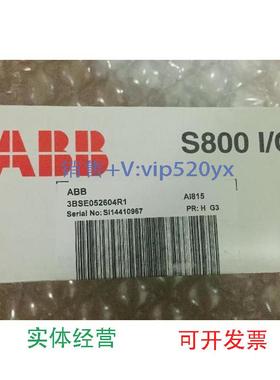 ABB
S800 I/O
销售+V:vip520yx
ABB
AI815
3BSE052604R1
PR: H G3
Serial No: SI14410967
实体经营
可开发票